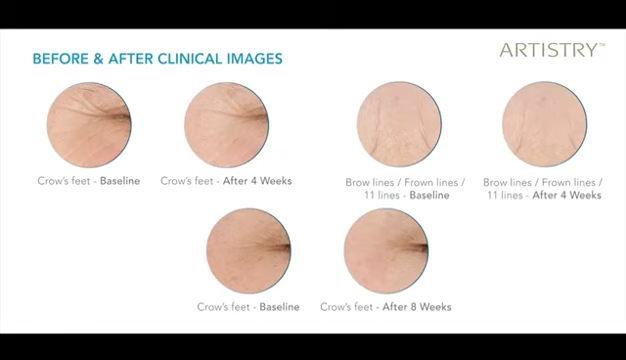 BEFORE & AFTER CLINICAL IMAGES
ARTISTRY™
Crow's feet - Baseline
Crow's feet - After 4 Weeks
Brow lines / Frown lines /
11 lines - Baseline
Brow lines / Frown lines /
11 lines - After 4 Weeks
Crow's feet - Baseline
Crow's feet - After 8 Weeks